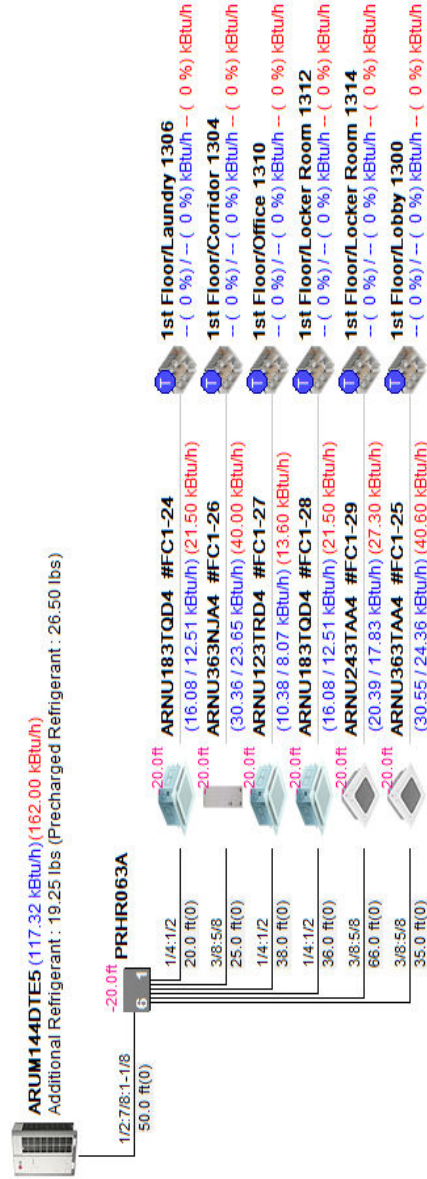 ARUM144DTE5 (117.32 kBtu/h)(162.00 kBtu/h)
Additional Refrigerant : 19.25 lbs (Precharged Refrigerant : 26.50 lbs)
1/2:7/8:1-1/8
50.0 ft(0)
-20.0ft
PRHR063A
6 1
1/4:1/2
20.0 ft(0)
-20.0ft
ARNU183TQD4 #FC1-24
(16.08 / 12.51 kBtu/h) (21.50 kBtu/h)
T
1st Floor/Laundry 1306
-- ( 0 %) / -- ( 0 %) kBtu/h -- ( 0 %) kBtu/h
3/8:5/8
25.0 ft(0)
-20.0ft
ARNU363NJA4 #FC1-26
(30.36 / 23.65 kBtu/h) (40.00 kBtu/h)
T
1st Floor/Corridor 1304
-- ( 0 %) / -- ( 0 %) kBtu/h -- ( 0 %) kBtu/h
1/4:1/2
38.0 ft(0)
-20.0ft
ARNU123TRD4 #FC1-27
(10.38 / 8.07 kBtu/h) (13.60 kBtu/h)
T
1st Floor/Office 1310
-- ( 0 %) / -- ( 0 %) kBtu/h -- ( 0 %) kBtu/h
1/4:1/2
36.0 ft(0)
-20.0ft
ARNU183TQD4 #FC1-28
(16.08 / 12.51 kBtu/h) (21.50 kBtu/h)
T
1st Floor/Locker Room 1312
-- ( 0 %) / -- ( 0 %) kBtu/h -- ( 0 %) kBtu/h
3/8:5/8
66.0 ft(0)
-20.0ft
ARNU243TAA4 #FC1-29
(20.39 / 17.83 kBtu/h) (27.30 kBtu/h)
T
1st Floor/Locker Room 1314
-- ( 0 %) / -- ( 0 %) kBtu/h -- ( 0 %) kBtu/h
3/8:5/8
35.0 ft(0)
-20.0ft
ARNU363TAA4 #FC1-25
(30.55 / 24.36 kBtu/h) (40.60 kBtu/h)
T
1st Floor/Lobby 1300
-- ( 0 %) / -- ( 0 %) kBtu/h -- ( 0 %) kBtu/h